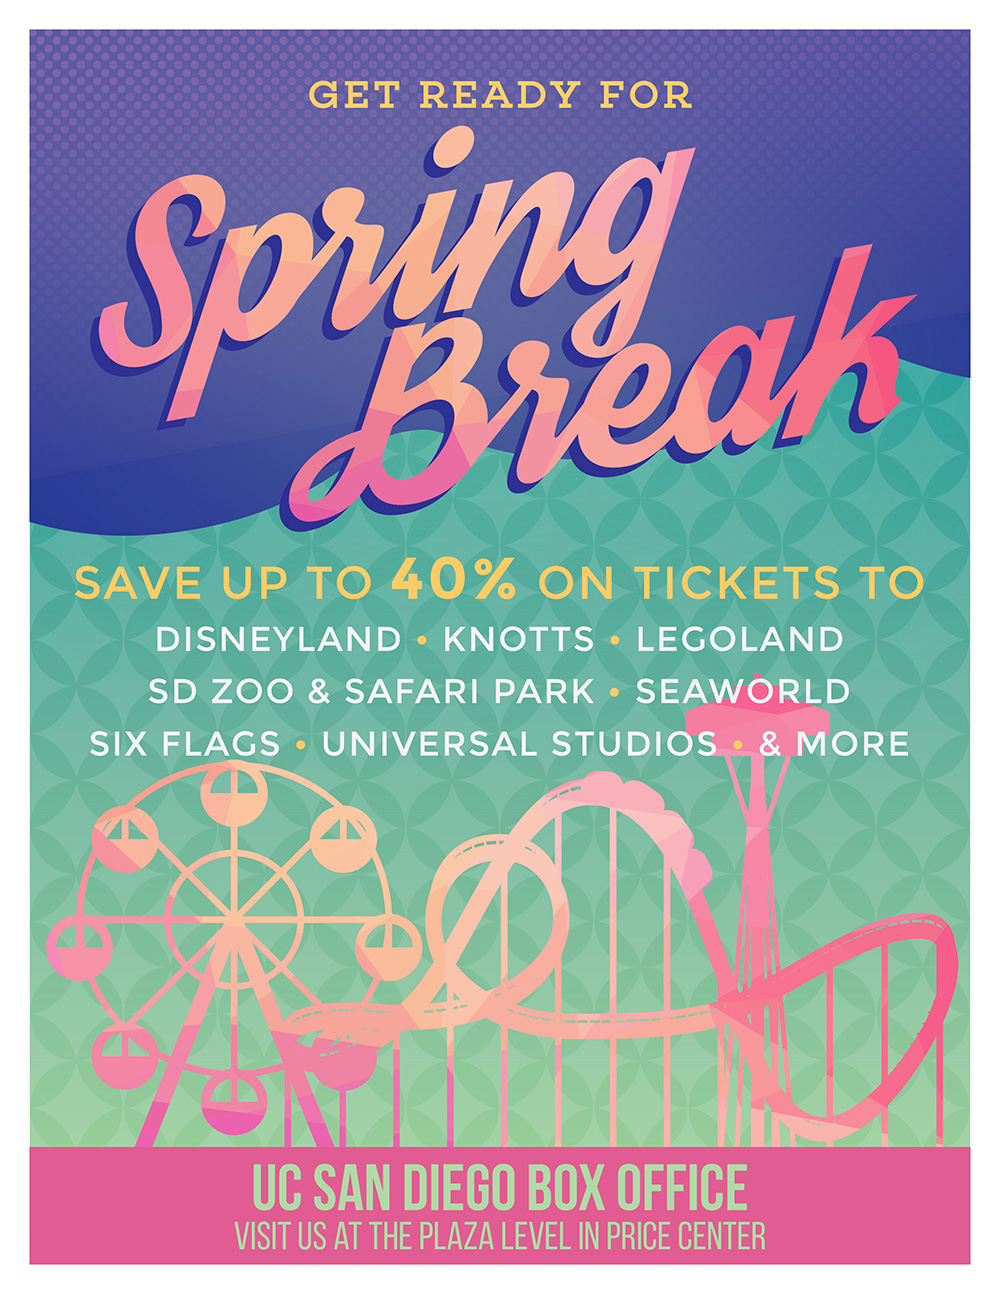 GET READY FOR
Spring
Break
SAVE UP TO 40% ON TICKETS TO
DISNEYLAND • KNOTTS • LEGOLAND
SD ZOO & SAFARI PARK • SEAWORLD
SIX FLAGS • UNIVERSAL STUDIOS • & MORE
UC SAN DIEGO BOX OFFICE
VISIT US AT THE PLAZA LEVEL IN PRICE CENTER